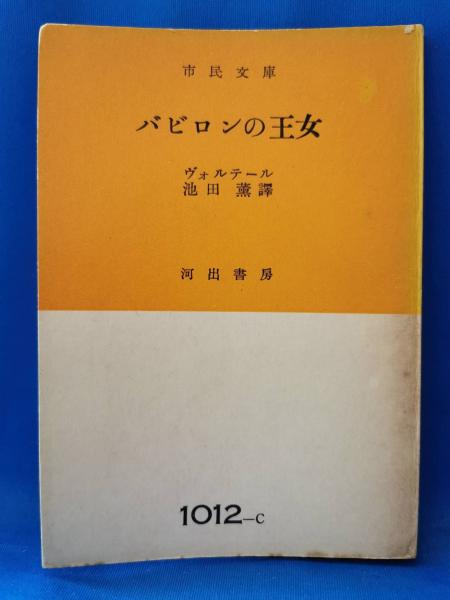 市民文庫
バビロンの王女
ヴォルテール
池田薫譯
河出書房
1012-C